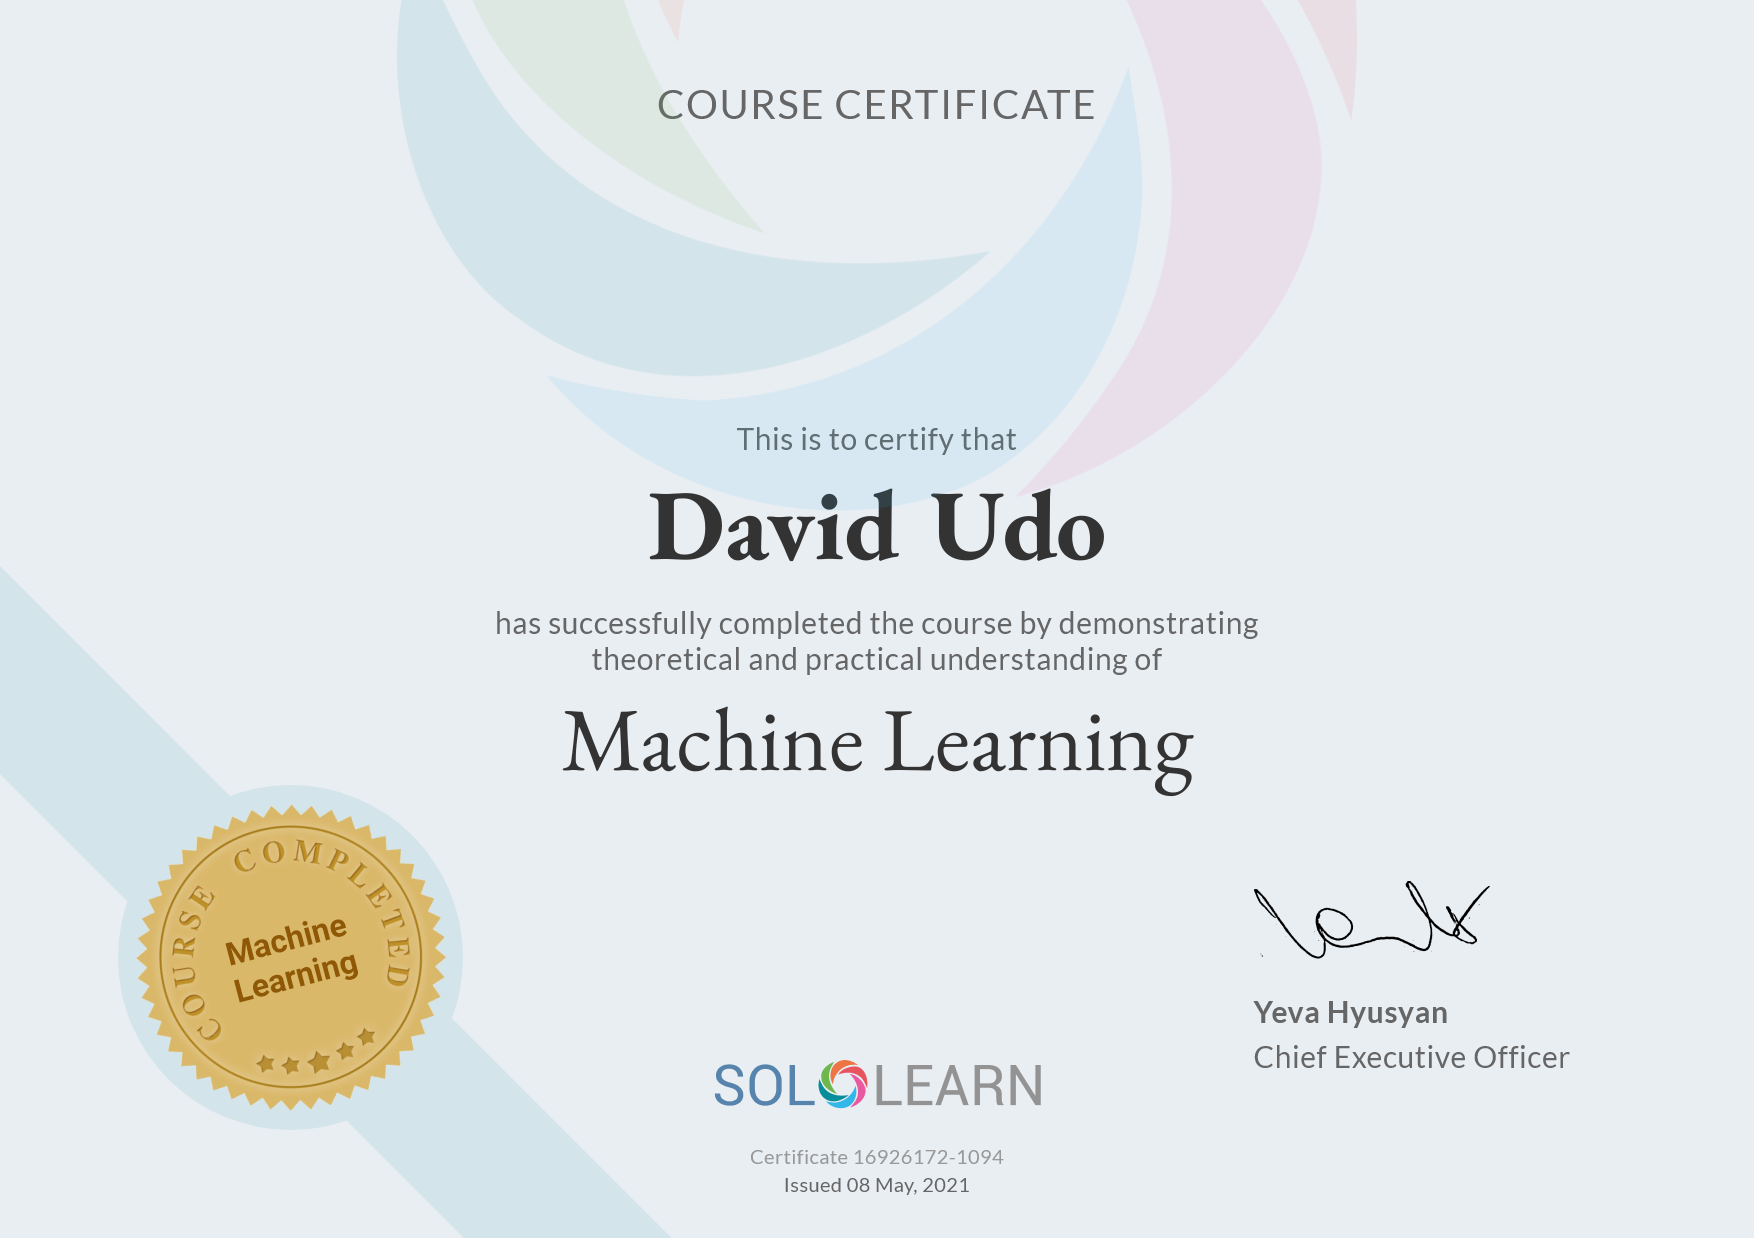 COURSE CERTIFICATE
This is to certify that
David Udo
has successfully completed the course by demonstrating
theoretical and practical understanding of
Machine Learning
COURSE COMPLETED
Machine
Learning
Yeva Hyusyan
Chief Executive Officer
SOLOLEARN
Certificate 16926172-1094
Issued 08 May, 2021